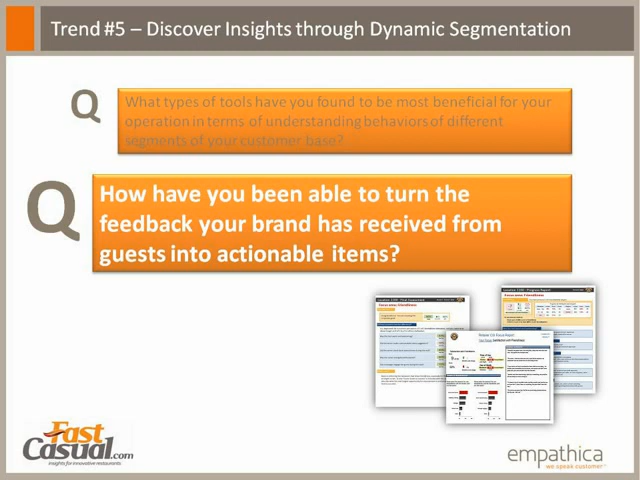 Trend #5 – Discover Insights through Dynamic Segmentation
Q
What types of tools have you found to be most beneficial for your
operation in terms of understanding behaviors of different
segments of your customer base?
Q
How have you been able to turn the
feedback your brand has received from
guests into actionable items?
Fast
Casual.com
insights for innovative restaurants
empathica
we speak customer